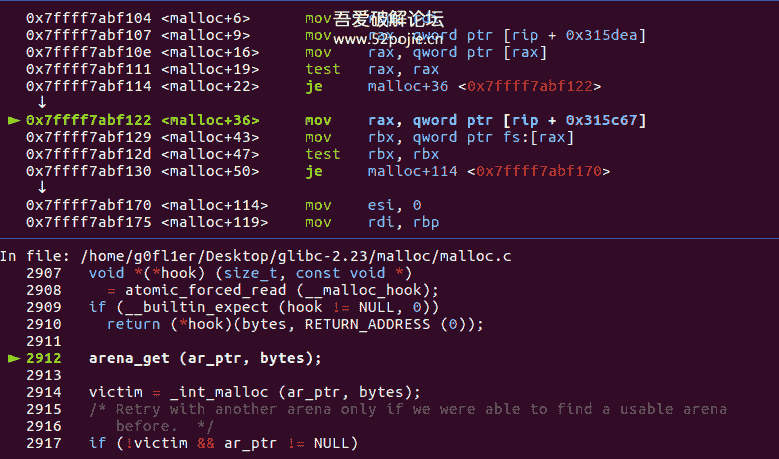 吾爱破解论坛
www.52pojie.cn
0x7ffff7abf104 <malloc+6> mov
0x7ffff7abf107 <malloc+9> mov rax, qword ptr [rip + 0x315dea]
0x7ffff7abf10e <malloc+16> mov rax, qword ptr [rax]
0x7ffff7abf111 <malloc+19> test rax, rax
0x7ffff7abf114 <malloc+22> je malloc+36 <0x7ffff7abf122>
↓
► 0x7ffff7abf122 <malloc+36> mov rax, qword ptr [rip + 0x315c67]
0x7ffff7abf129 <malloc+43> mov rbx, qword ptr fs:[rax]
0x7ffff7abf12d <malloc+47> test rbx, rbx
0x7ffff7abf130 <malloc+50> je malloc+114 <0x7ffff7abf170>
↓
0x7ffff7abf170 <malloc+114> mov esi, 0
0x7ffff7abf175 <malloc+119> mov rdi, rbp
In file: /home/g0fl1er/Desktop/glibc-2.23/malloc/malloc.c
2907 void *(*hook) (size_t, const void *)
2908 = atomic_forced_read (__malloc_hook);
2909 if (__builtin_expect (hook != NULL, 0))
2910 return (*hook)(bytes, RETURN_ADDRESS (0));
2911
► 2912 arena_get (ar_ptr, bytes);
2913
2914 victim = _int_malloc (ar_ptr, bytes);
2915 /* Retry with another arena only if we were able to find a usable arena
2916 before. */
2917 if (!victim && ar_ptr != NULL)